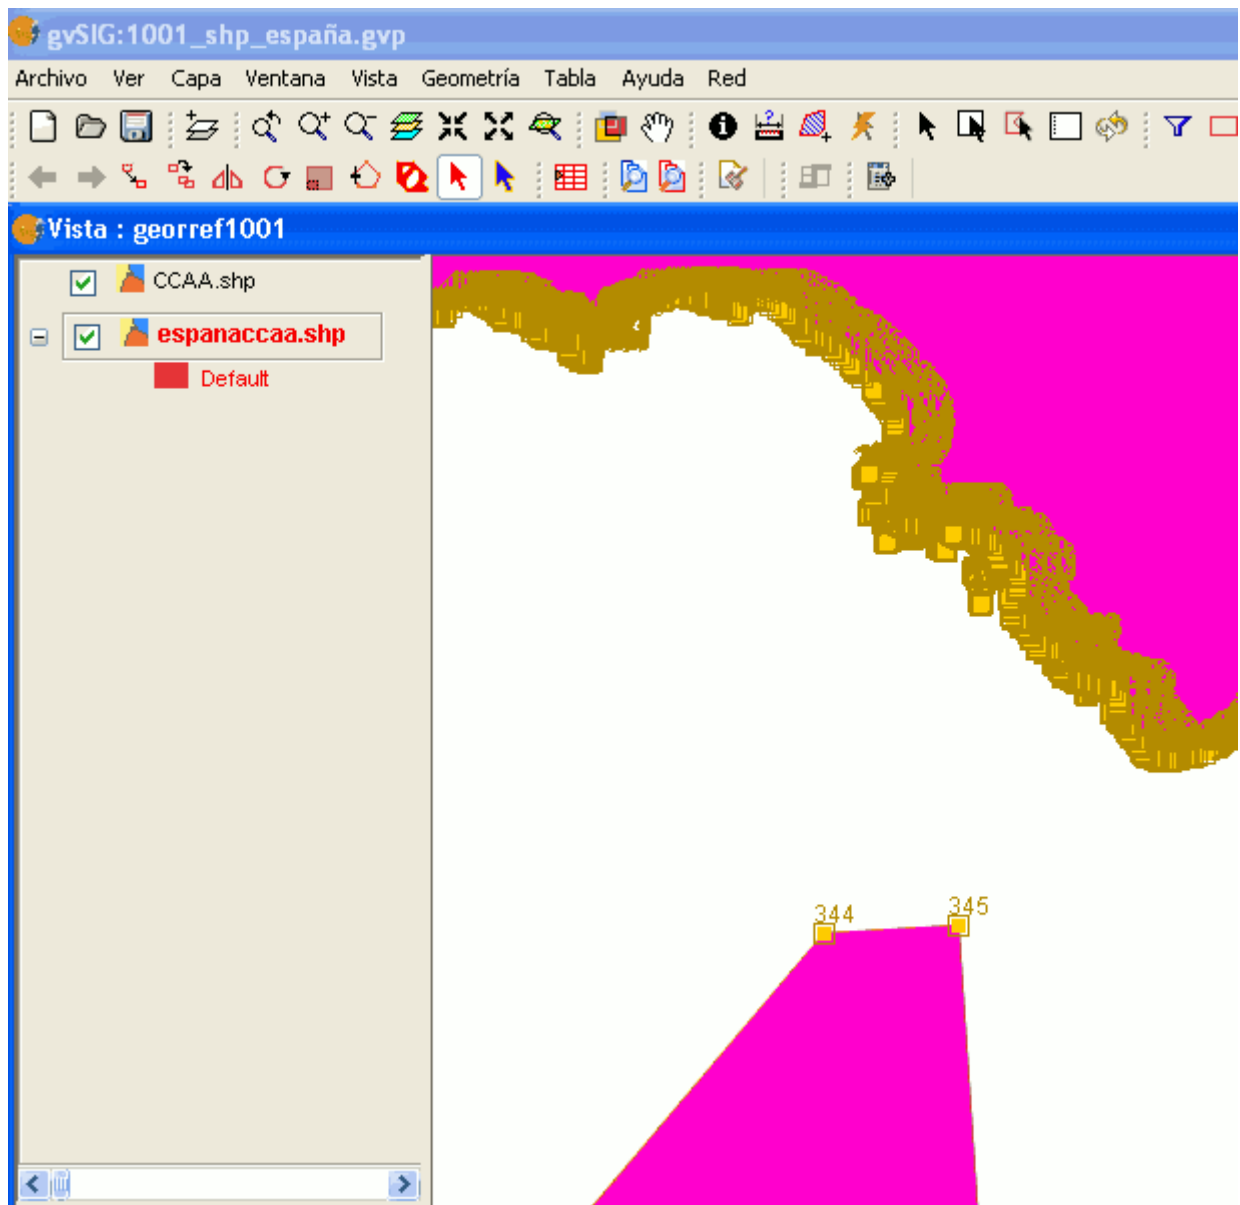 gvSIG:1001_shp_españa.gvp
Archivo Ver Capa Ventana Vista Geometría Tabla Ayuda Red
Vista : georref1001
CCAA.shp
espanaccaa.shp
Default
344
345